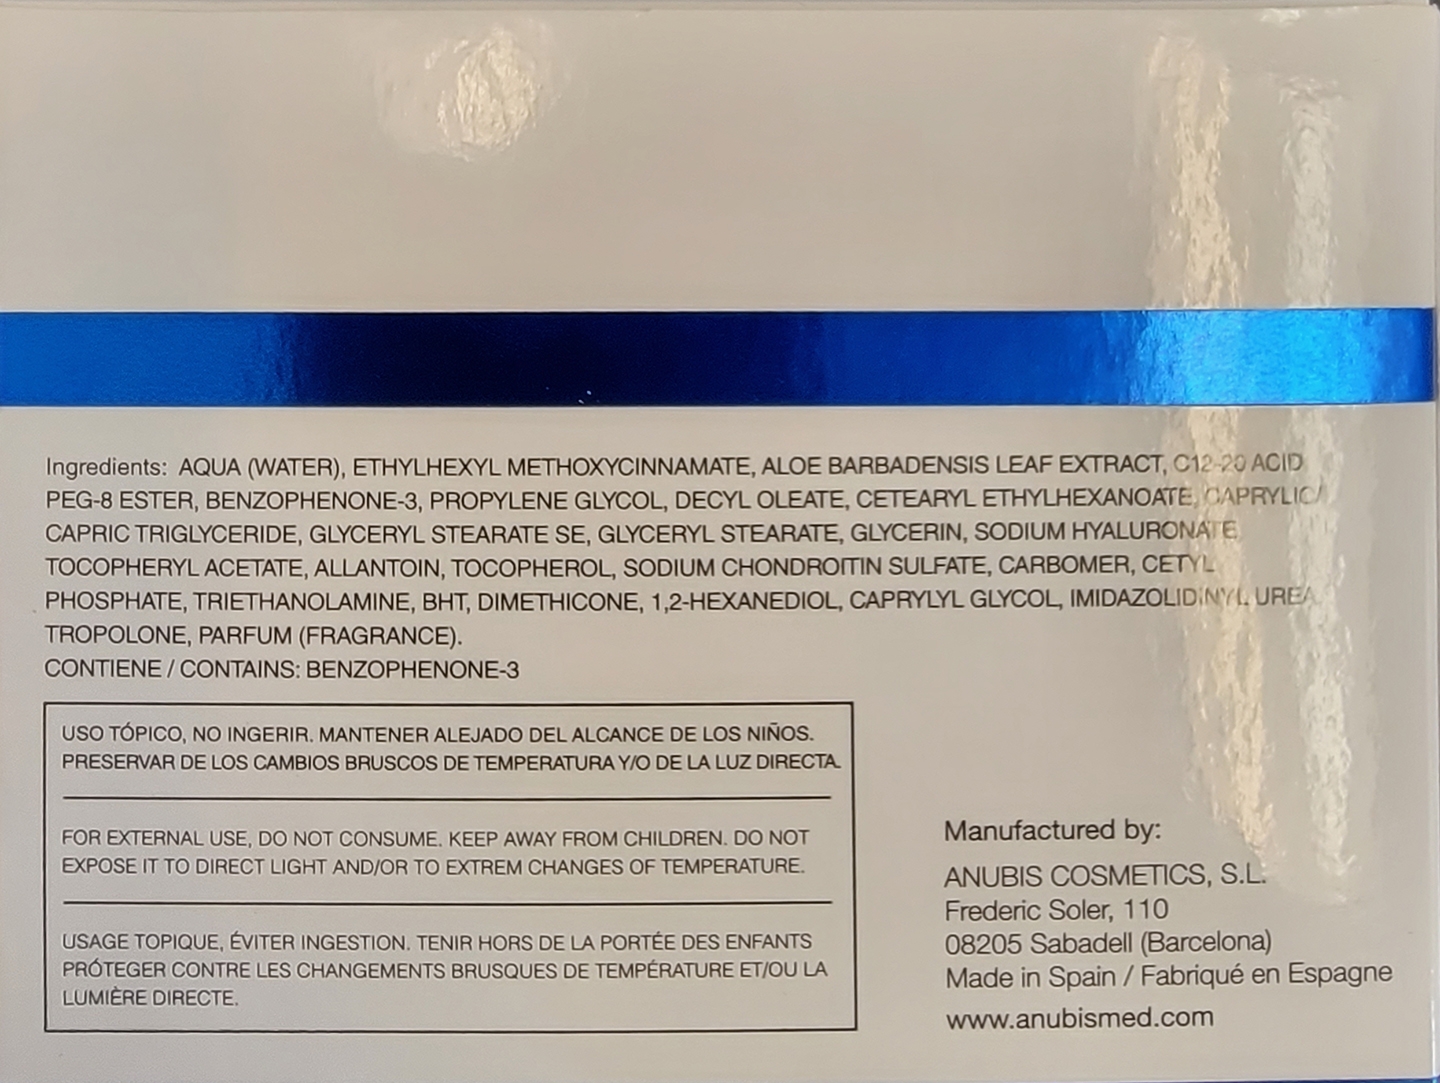 Ingredients: AQUA (WATER), ETHYLHEXYL METHOXYCINNAMATE, ALOE BARBADENSIS LEAF EXTRACT, C12-20 ACID
PEG-8 ESTER, BENZOPHENONE-3, PROPYLENE GLYCOL, DECYL OLEATE, CETEARYL ETHYLHEXANOATE, CAPRYLIC/
CAPRIC TRIGLYCERIDE, GLYCERYL STEARATE SE, GLYCERYL STEARATE, GLYCERIN, SODIUM HYALURONATE,
TOCOPHERYL ACETATE, ALLANTOIN, TOCOPHEROL, SODIUM CHONDROITIN SULFATE, CARBOMER, CETYL
PHOSPHATE, TRIETHANOLAMINE, BHT, DIMETHICONE, 1,2-HEXANEDIOL, CAPRYLYL GLYCOL, IMIDAZOLIDINYL UREA,
TROPOLONE, PARFUM (FRAGRANCE).
CONTIENE / CONTAINS: BENZOPHENONE-3
USO TÓPICO, NO INGERIR. MANTENER ALEJADO DEL ALCANCE DE LOS NIÑOS.
PRESERVAR DE LOS CAMBIOS BRUSCOS DE TEMPERATURA Y/O DE LA LUZ DIRECTA.
FOR EXTERNAL USE, DO NOT CONSUME. KEEP AWAY FROM CHILDREN. DO NOT
EXPOSE IT TO DIRECT LIGHT AND/OR TO EXTREM CHANGES OF TEMPERATURE.
USAGE TOPIQUE, ÉVITER INGESTION. TENIR HORS DE LA PORTÉE DES ENFANTS
PRÓTEGER CONTRE LES CHANGEMENTS BRUSQUES DE TEMPÉRATURE ET/OU LA
LUMIÈRE DIRECTE.
Manufactured by:
ANUBIS COSMETICS, S.L.
Frederic Soler, 110
08205 Sabadell (Barcelona)
Made in Spain / Fabriqué en Espagne
www.anubismed.com